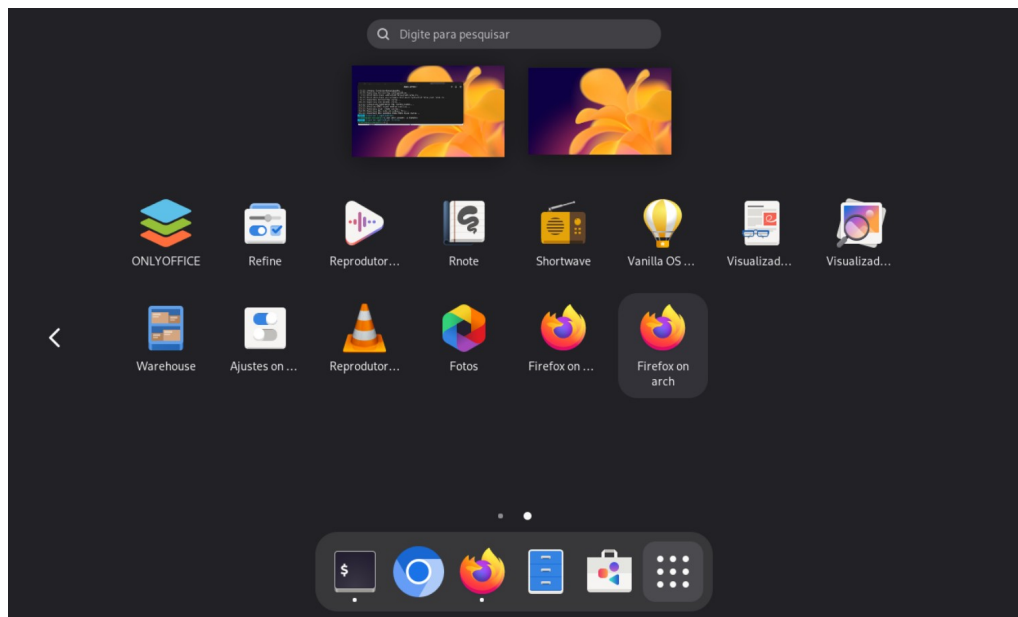 Digite para pesquisar
ONLYOFFICE
Refine
Reprodutor...
Rnote
Shortwave
Vanilla OS ...
Visualizad...
Visualizad...
Warehouse
Ajustes on ...
Reprodutor...
Fotos
Firefox on ...
Firefox on
arch
$